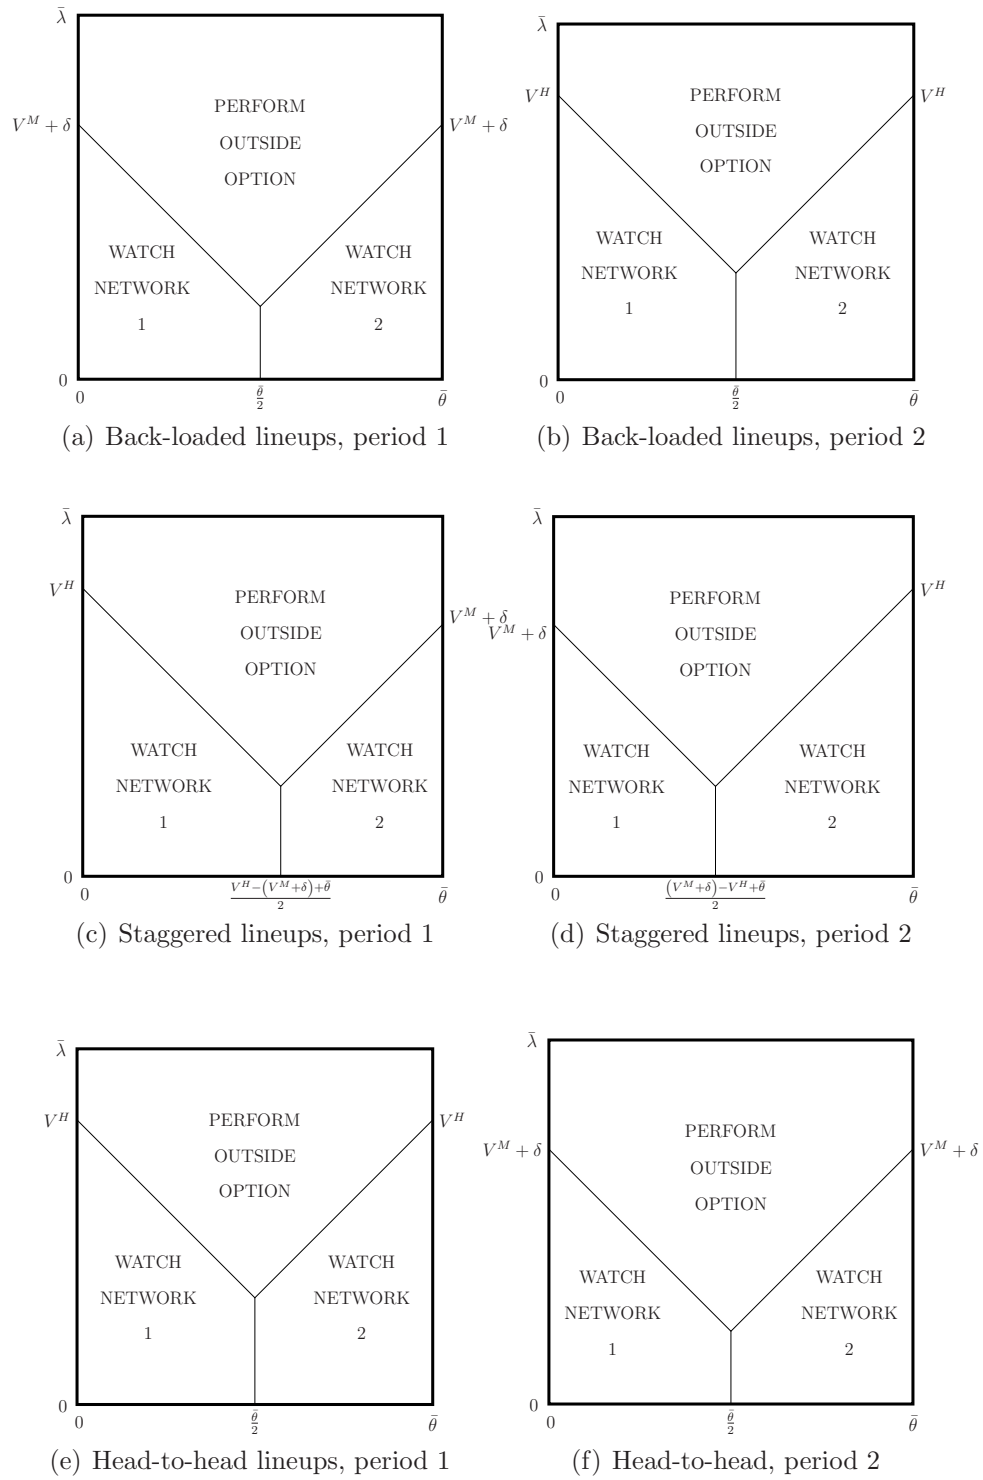 λ̄
V^M + δ
V^M + δ
PERFORM
OUTSIDE
OPTION
WATCH
NETWORK
1
WATCH
NETWORK
2
0
0
θ̄/2
θ̄
(a) Back-loaded lineups, period 1
λ̄
V^H
V^H
PERFORM
OUTSIDE
OPTION
WATCH
NETWORK
1
WATCH
NETWORK
2
0
0
θ̄/2
θ̄
(b) Back-loaded lineups, period 2
λ̄
V^H
V^M + δ
PERFORM
OUTSIDE
OPTION
WATCH
NETWORK
1
WATCH
NETWORK
2
0
0
(V^H−(V^M+δ)+θ̄)/2
θ̄
(c) Staggered lineups, period 1
λ̄
V^M + δ
V^H
PERFORM
OUTSIDE
OPTION
WATCH
NETWORK
1
WATCH
NETWORK
2
0
0
((V^M+δ)−V^H+θ̄)/2
θ̄
(d) Staggered lineups, period 2
λ̄
V^H
V^H
PERFORM
OUTSIDE
OPTION
WATCH
NETWORK
1
WATCH
NETWORK
2
0
0
θ̄/2
θ̄
(e) Head-to-head lineups, period 1
λ̄
V^M + δ
V^M + δ
PERFORM
OUTSIDE
OPTION
WATCH
NETWORK
1
WATCH
NETWORK
2
0
0
θ̄/2
θ̄
(f) Head-to-head, period 2